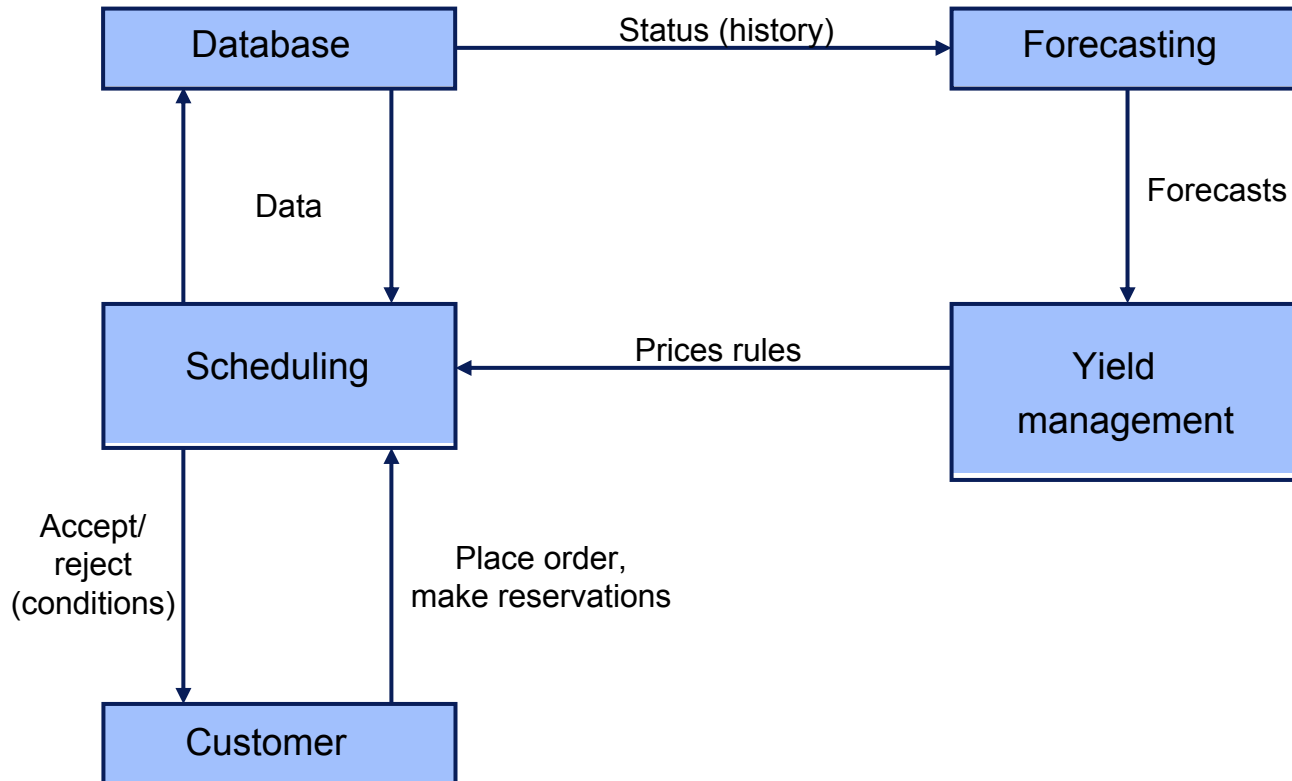 Database
Status (history)
Forecasting
Data
Forecasts
Scheduling
Prices rules
Yield
management
Accept/
reject
(conditions)
Place order,
make reservations
Customer